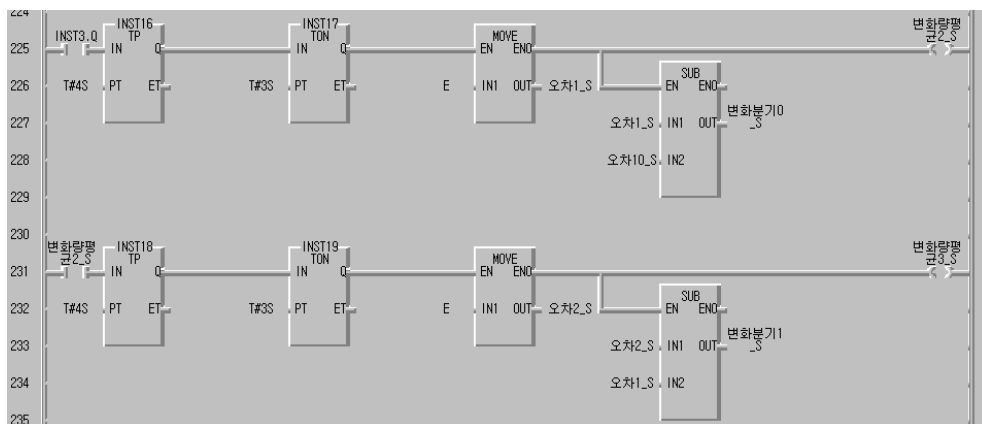 224
INST16
INST17
변화량평
INST3.Q
TP
TON
MOVE
균2_S
225
IN Q
IN Q
EN ENO
SUB
226
T#4S
PT ET
T#3S
PT ET
E
IN1 OUT
오차1_S
EN ENO
변화분기0
227
오차1_S
IN1 OUT
_S
228
오차10_S
IN2
229
230
변화량평
INST18
INST19
변화량평
균2_S
TP
TON
MOVE
균3_S
231
IN Q
IN Q
EN ENO
SUB
232
T#4S
PT ET
T#3S
PT ET
E
IN1 OUT
오차2_S
EN ENO
변화분기1
233
오차2_S
IN1 OUT
_S
234
오차1_S
IN2
235